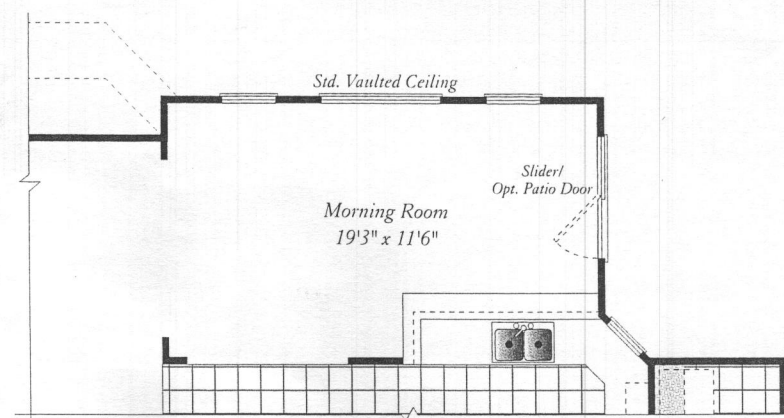 Std. Vaulted Ceiling
Slider/
Opt. Patio Door
Morning Room
19'3" x 11'6"